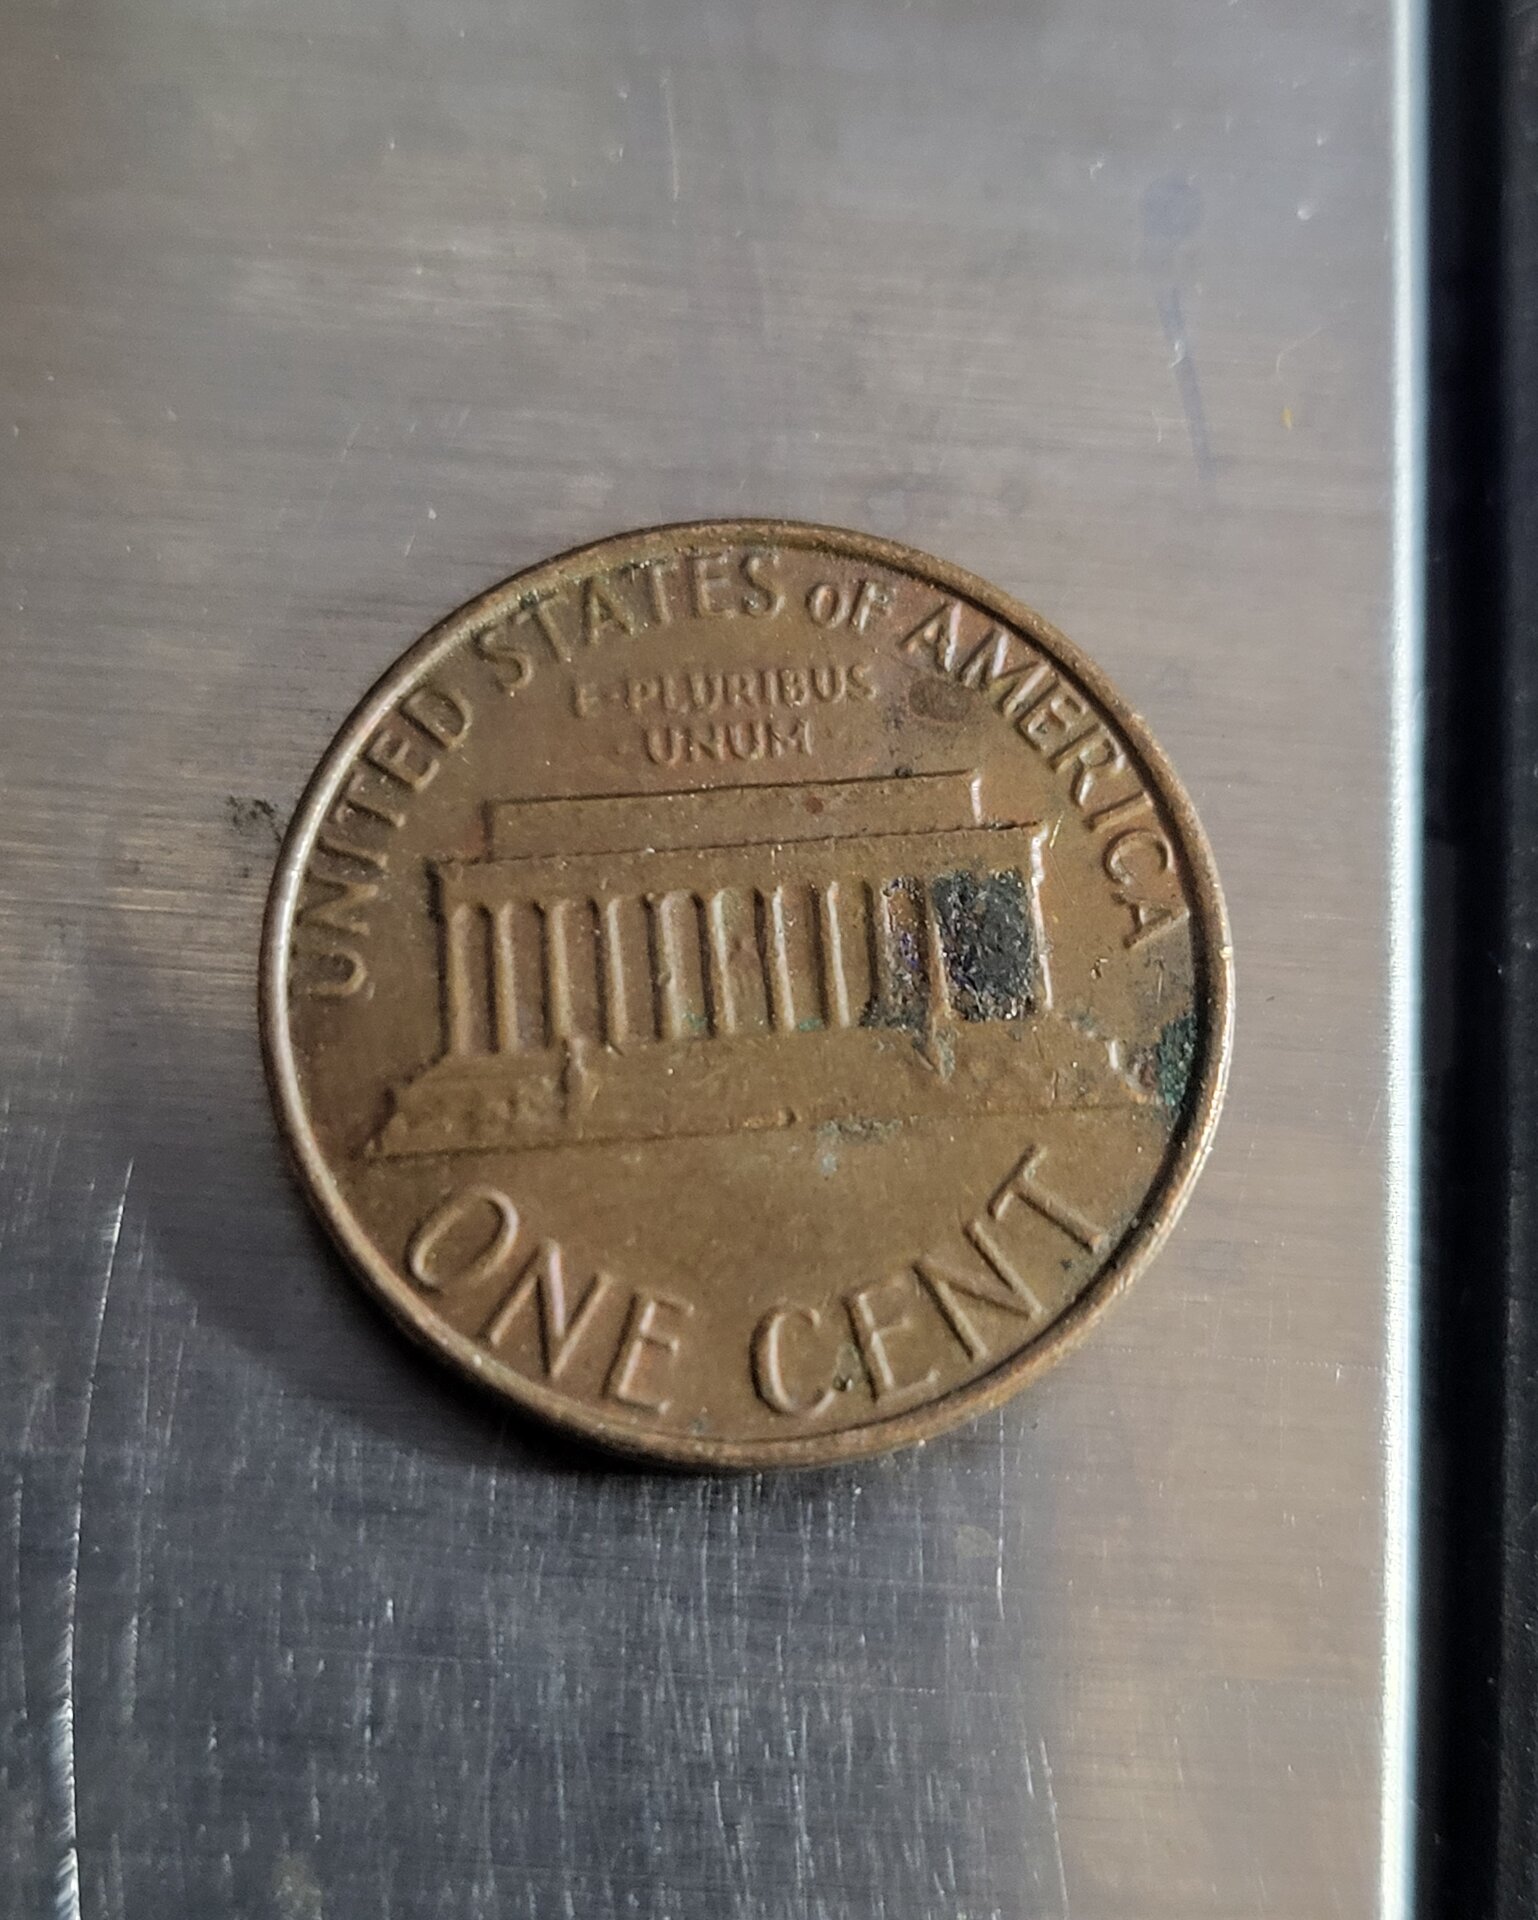 UNITED STATES OF AMERICA
E·PLURIBUS
UNUM
ONE CENT